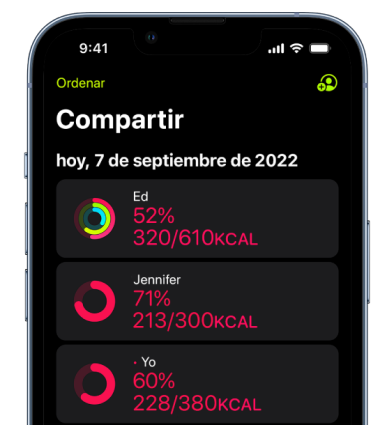 9:41
Ordenar
Compartir
hoy, 7 de septiembre de 2022
Ed
52%
320/610KCAL
Jennifer
71%
213/300KCAL
· Yo
60%
228/380KCAL